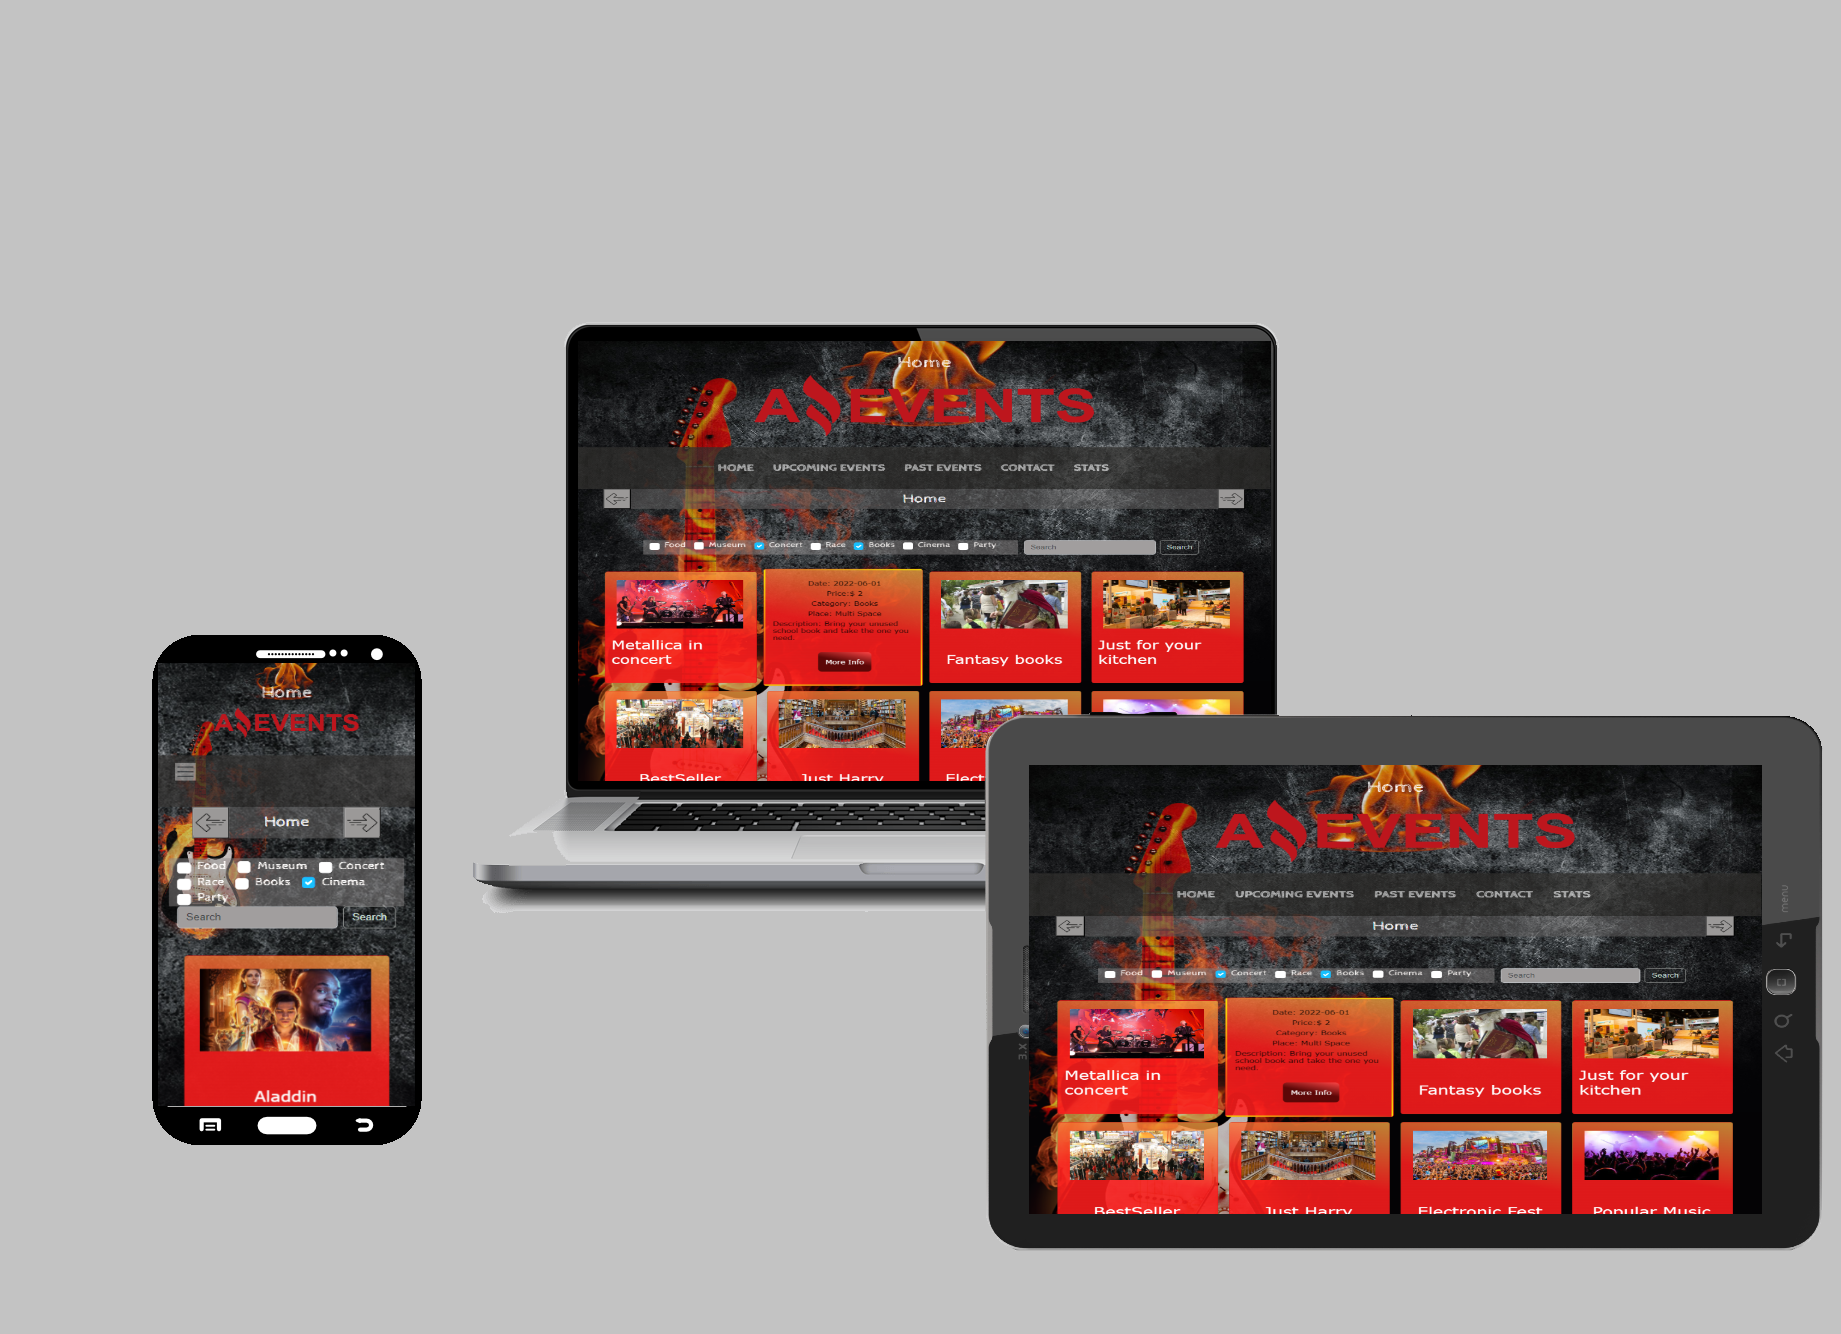 Home
A EVENTS
HOME UPCOMING EVENTS PAST EVENTS CONTACT STATS
Home
Food Museum Concert Race Books Cinema Party Search Search
Metallica in
concert
Date: 2022-06-01
Price:$ 2
Category: Books
Place: Multi Space
Description: Bring your unused
school book and take the one you
need.
More Info
Fantasy books
Just for your
kitchen
BestSeller
Just Harry
Elect
Home
A EVENTS
Home
Food Museum Concert
Race Books Cinema
Party
Search Search
Aladdin
Home
A EVENTS
HOME UPCOMING EVENTS PAST EVENTS CONTACT STATS
Home
Food Museum Concert Race Books Cinema Party Search Search
Metallica in
concert
Date: 2022-06-01
Price:$ 2
Category: Books
Place: Multi Space
Description: Bring your unused
school book and take the one you
need.
More Info
Fantasy books
Just for your
kitchen
BestSeller
Just Harry
Electronic Fest
Popular Music
menu